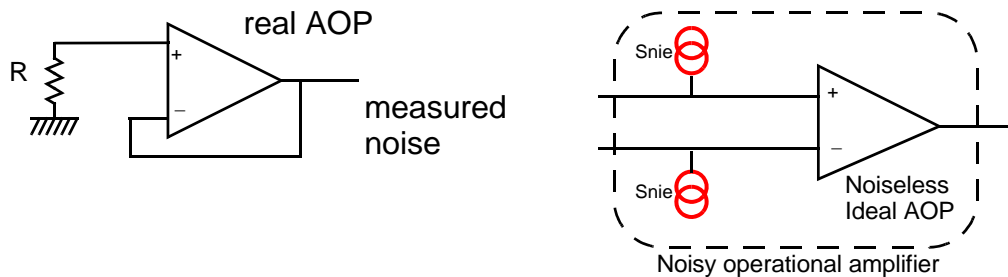 real AOP
R
+
−
measured
noise
Snie
+
−
Snie
Noiseless
Ideal AOP
Noisy operational amplifier